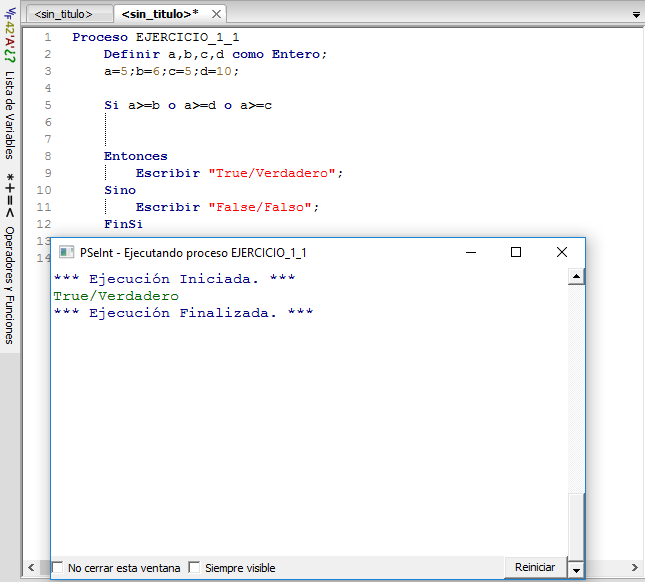 <sin_titulo>
<sin_titulo>*
42 'A' ¿?
Lista de Variables
*+=<
Operadores y Funciones
1 Proceso EJERCICIO_1_1
2 Definir a,b,c,d como Entero;
3 a=5;b=6;c=5;d=10;
4
5 Si a>=b o a>=d o a>=c
6
7
8 Entonces
9 Escribir "True/Verdadero";
10 Sino
11 Escribir "False/Falso";
12 FinSi
13
14
PSeInt - Ejecutando proceso EJERCICIO_1_1
*** Ejecución Iniciada. ***
True/Verdadero
*** Ejecución Finalizada. ***
No cerrar esta ventana
Siempre visible
Reiniciar